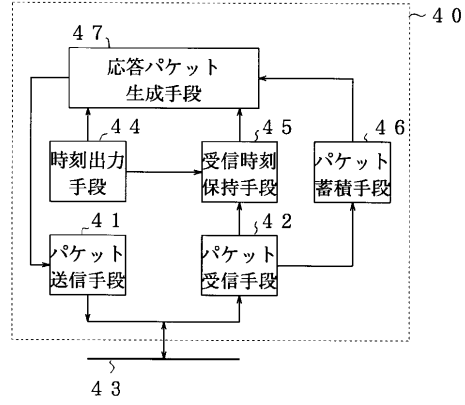 40
47
応答パケット
生成手段
44
45
46
時刻出力
手段
受信時刻
保持手段
パケット
蓄積手段
41
42
パケット
送信手段
パケット
受信手段
43